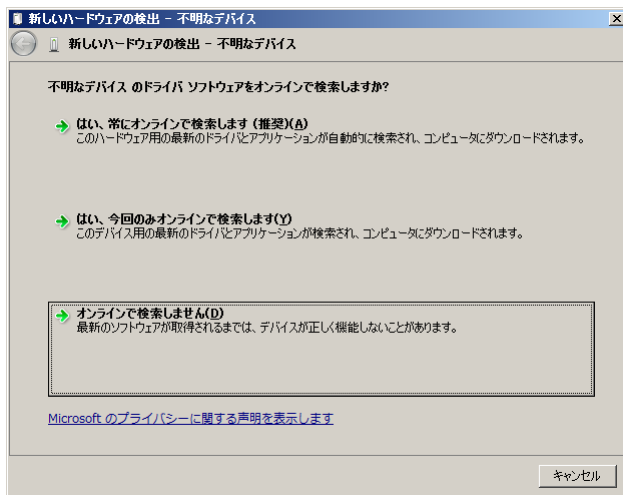 新しいハードウェアの検出 - 不明なデバイス
新しいハードウェアの検出 - 不明なデバイス
不明なデバイス のドライバ ソフトウェアをオンラインで検索しますか?
はい、常にオンラインで検索します (推奨)(A)
このハードウェア用の最新のドライバとアプリケーションが自動的に検索され、コンピュータにダウンロードされます。
はい、今回のみオンラインで検索します(Y)
このデバイス用の最新のドライバとアプリケーションが検索され、コンピュータにダウンロードされます。
オンラインで検索しません(D)
最新のソフトウェアが取得されるまでは、デバイスが正しく機能しないことがあります。
Microsoft のプライバシーに関する声明を表示します
キャンセル